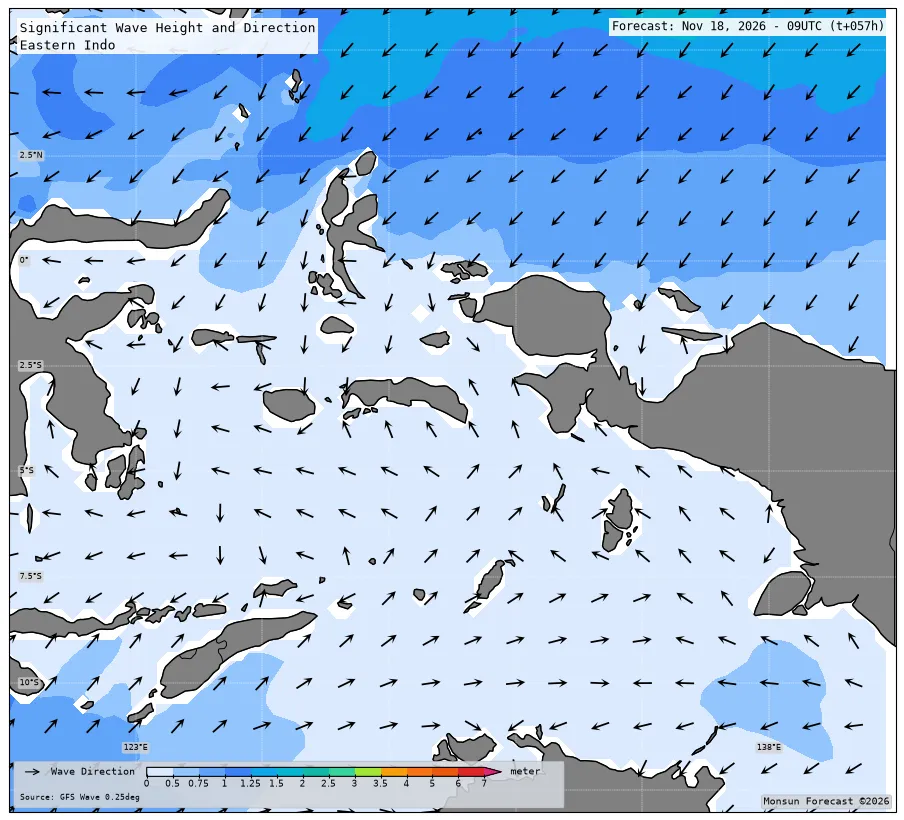 Significant Wave Height and Direction
Eastern Indo
Forecast: Nov 18, 2026 - 09UTC (t+057h)
2.5°N
0°
2.5°S
5°S
7.5°S
10°S
123°E
138°E
Wave Direction
meter
0 0.5 0.75 1 1.25 1.5 2 2.5 3 3.5 4 5 6 7
Source: GFS Wave 0.25deg
Monsun Forecast ©2026